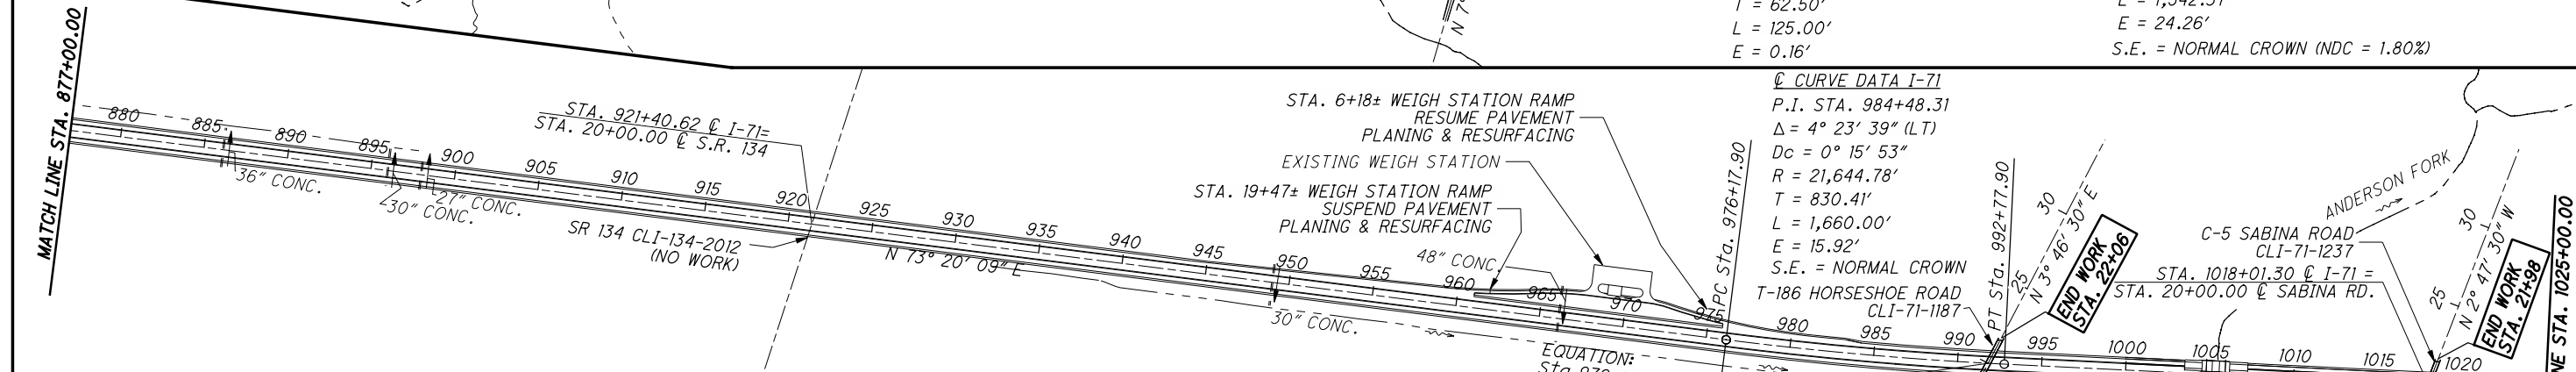 T = 62.50'
L = 125.00'
E = 0.16'
E = 24.26'
S.E. = NORMAL CROWN (NDC = 1.80%)
MATCH LINE STA. 877+00.00
880
885
890
895
900
905
910
915
920
925
930
935
940
945
950
955
960
965
970
975
980
985
990
995
1000
1005
1010
1015
1020
36" CONC.
30" CONC.
27" CONC.
STA. 921+40.62 ℄ I-71=
STA. 20+00.00 ℄ S.R. 134
SR 134 CLI-134-2012
(NO WORK)
N 73° 20' 09" E
30" CONC.
STA. 6+18± WEIGH STATION RAMP
RESUME PAVEMENT
PLANING & RESURFACING
EXISTING WEIGH STATION
STA. 19+47± WEIGH STATION RAMP
SUSPEND PAVEMENT
PLANING & RESURFACING
48" CONC.
EQUATION:
PC Sta. 976+17.90
℄ CURVE DATA I-71
P.I. STA. 984+48.31
Δ = 4° 23' 39" (LT)
Dc = 0° 15' 53"
R = 21,644.78'
T = 830.41'
L = 1,660.00'
E = 15.92'
S.E. = NORMAL CROWN
T-186 HORSESHOE ROAD
CLI-71-1187
PT Sta. 992+77.90
25
30
N 3° 46' 30" E
END WORK
STA. 22+06
ANDERSON FORK
C-5 SABINA ROAD
CLI-71-1237
STA. 1018+01.30 ℄ I-71 =
STA. 20+00.00 ℄ SABINA RD.
25
30
N 2° 47' 30" W
END WORK
STA. 21+98
NE STA. 1025+00.00